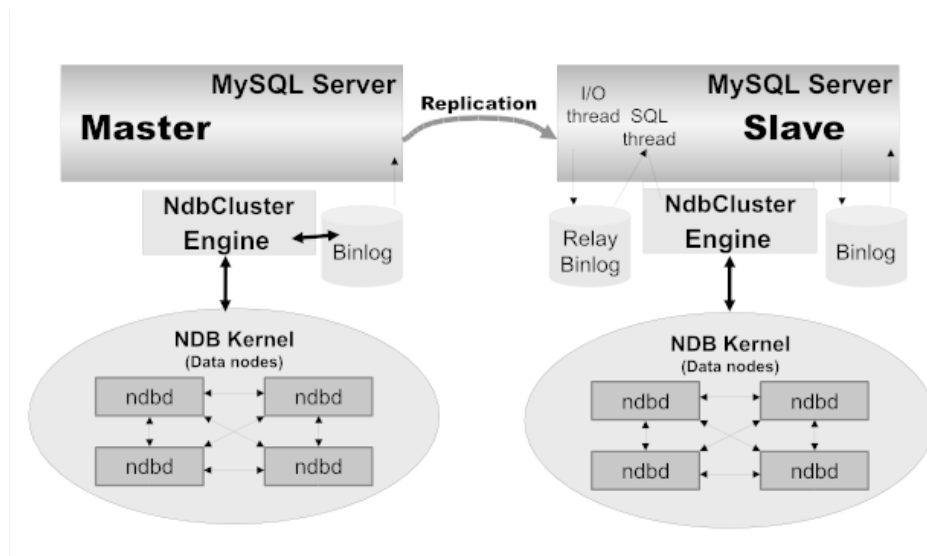 MySQL Server
Master
Replication
MySQL Server
I/O
thread
SQL
thread
Slave
NdbCluster
Engine
Binlog
Relay
Binlog
NdbCluster
Engine
Binlog
NDB Kernel
(Data nodes)
ndbd
ndbd
ndbd
ndbd
NDB Kernel
(Data nodes)
ndbd
ndbd
ndbd
ndbd